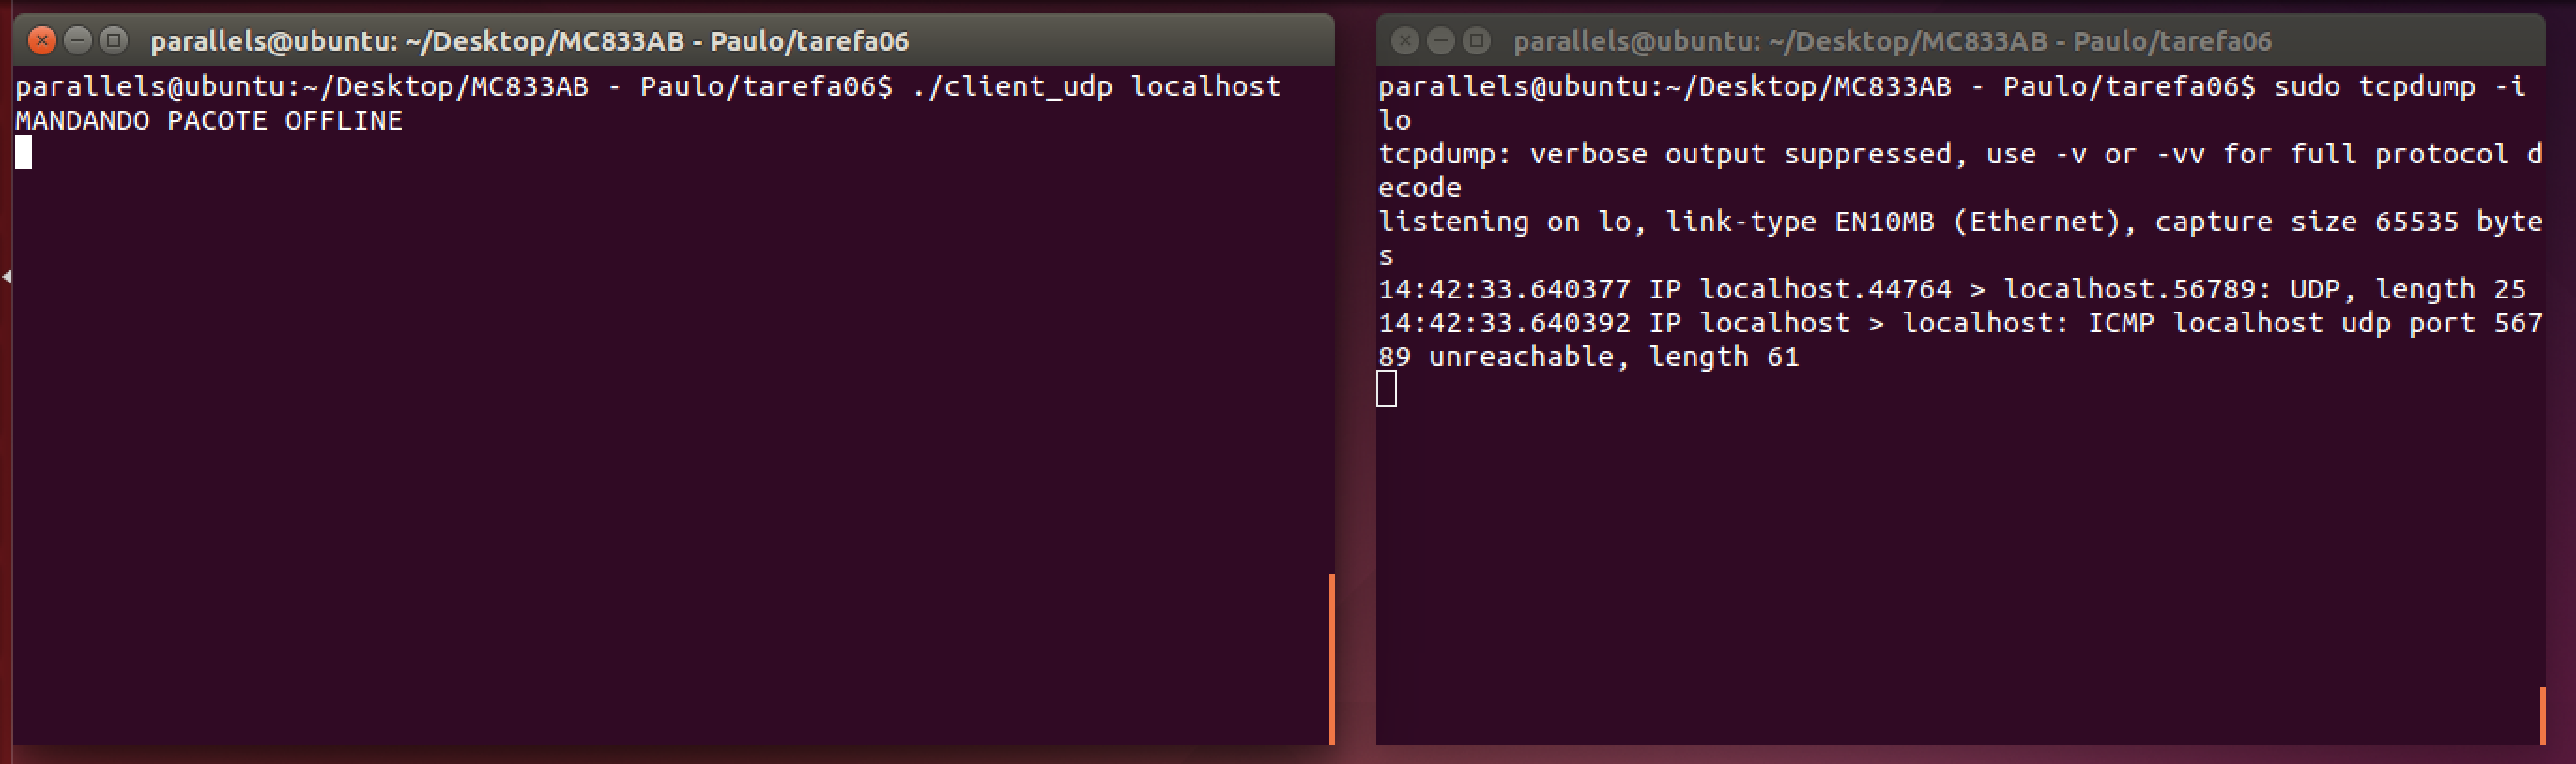 parallels@ubuntu: ~/Desktop/MC833AB - Paulo/tarefa06
parallels@ubuntu:~/Desktop/MC833AB - Paulo/tarefa06$ ./client_udp localhost
MANDANDO PACOTE OFFLINE
parallels@ubuntu: ~/Desktop/MC833AB - Paulo/tarefa06
parallels@ubuntu:~/Desktop/MC833AB - Paulo/tarefa06$ sudo tcpdump -i
lo
tcpdump: verbose output suppressed, use -v or -vv for full protocol d
ecode
listening on lo, link-type EN10MB (Ethernet), capture size 65535 byte
s
14:42:33.640377 IP localhost.44764 > localhost.56789: UDP, length 25
14:42:33.640392 IP localhost > localhost: ICMP localhost udp port 567
89 unreachable, length 61